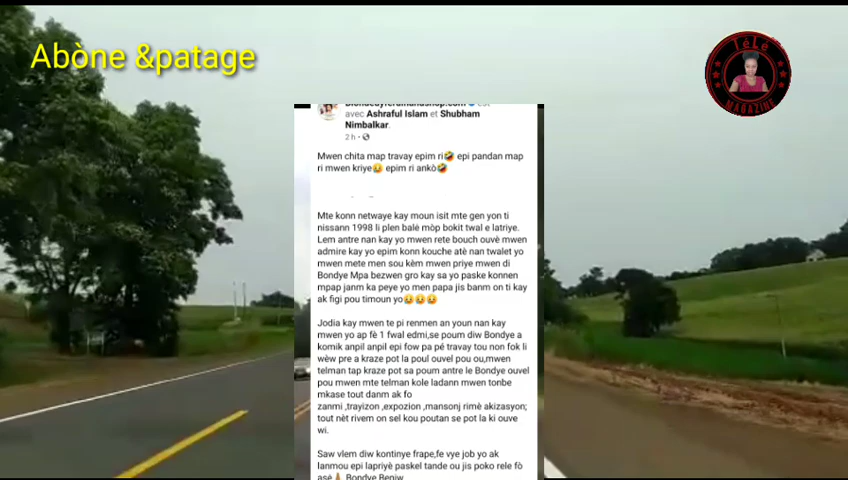 Abòne &patage
TéLé
MAGAZINE
avec Ashraful Islam et Shubham
Nimbalkar.
2 h
Mwen chita map travay epim ri🤣 epi pandan map
ri mwen kriye😥 epim ri ankò🤣
Mte konn netwaye kay moun isit mte gen yon ti
nissann 1998 li plen balè mòp bokit twal e latriye.
Lem antre nan kay yo mwen rete bouch ouvè mwen
admire kay yo epim konn kouche atè nan twalet yo
mwen mete men sou kèm mwen priye mwen di
Bondye Mpa bezwen gro kay sa yo paske konnen
mpap janm ka peye yo men papa jis banm on ti kay
ak figi pou timoun yo😥😥😥
Jodia kay mwen te pi renmen an youn nan kay
mwen yo ap fè 1 fwal edmi,se poum diw Bondye a
komik anpil anpil epi fow pa pé travay tou non fok li
wèw pre a kraze pot la poul ouvel pou ou,mwen
telman tap kraze pot sa poum antre le Bondye ouvel
pou mwen mte telman kole ladann mwen tonbe
mkase tout danm ak fo
zanmi ,trayizon ,expozion ,mansonj rimè akizasyon;
tout nèt rivem on sel kou poutan se pot la ki ouve
wi.
Saw vlem diw kontinye frape,fe vye job yo ak
lanmou epi lapriyè paskel tande ou jis poko rele fò
asé🙏 Bondye Beniw